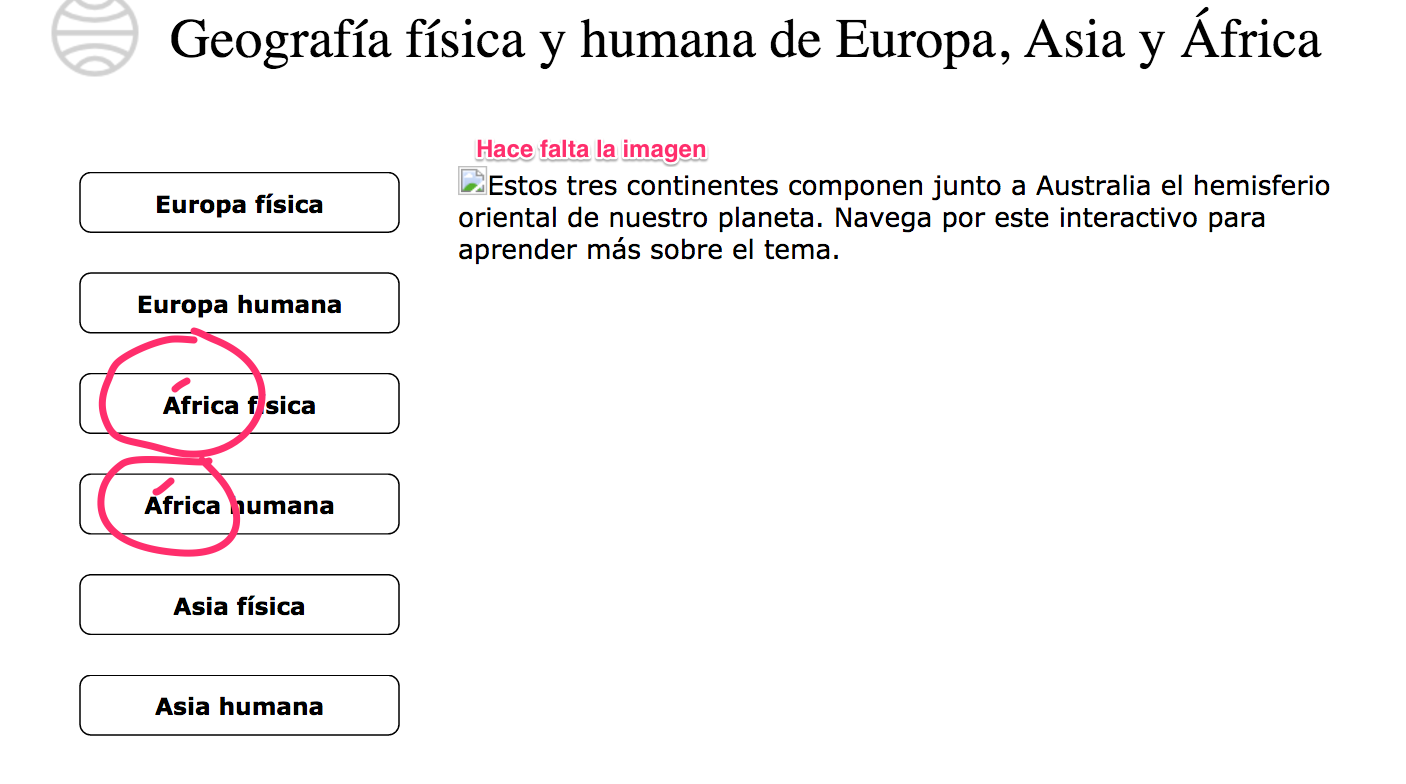 Geografía física y humana de Europa, Asia y África
Hace falta la imagen
Estos tres continentes componen junto a Australia el hemisferio
oriental de nuestro planeta. Navega por este interactivo para
aprender más sobre el tema.
Europa física
Europa humana
África física
África humana
Asia física
Asia humana